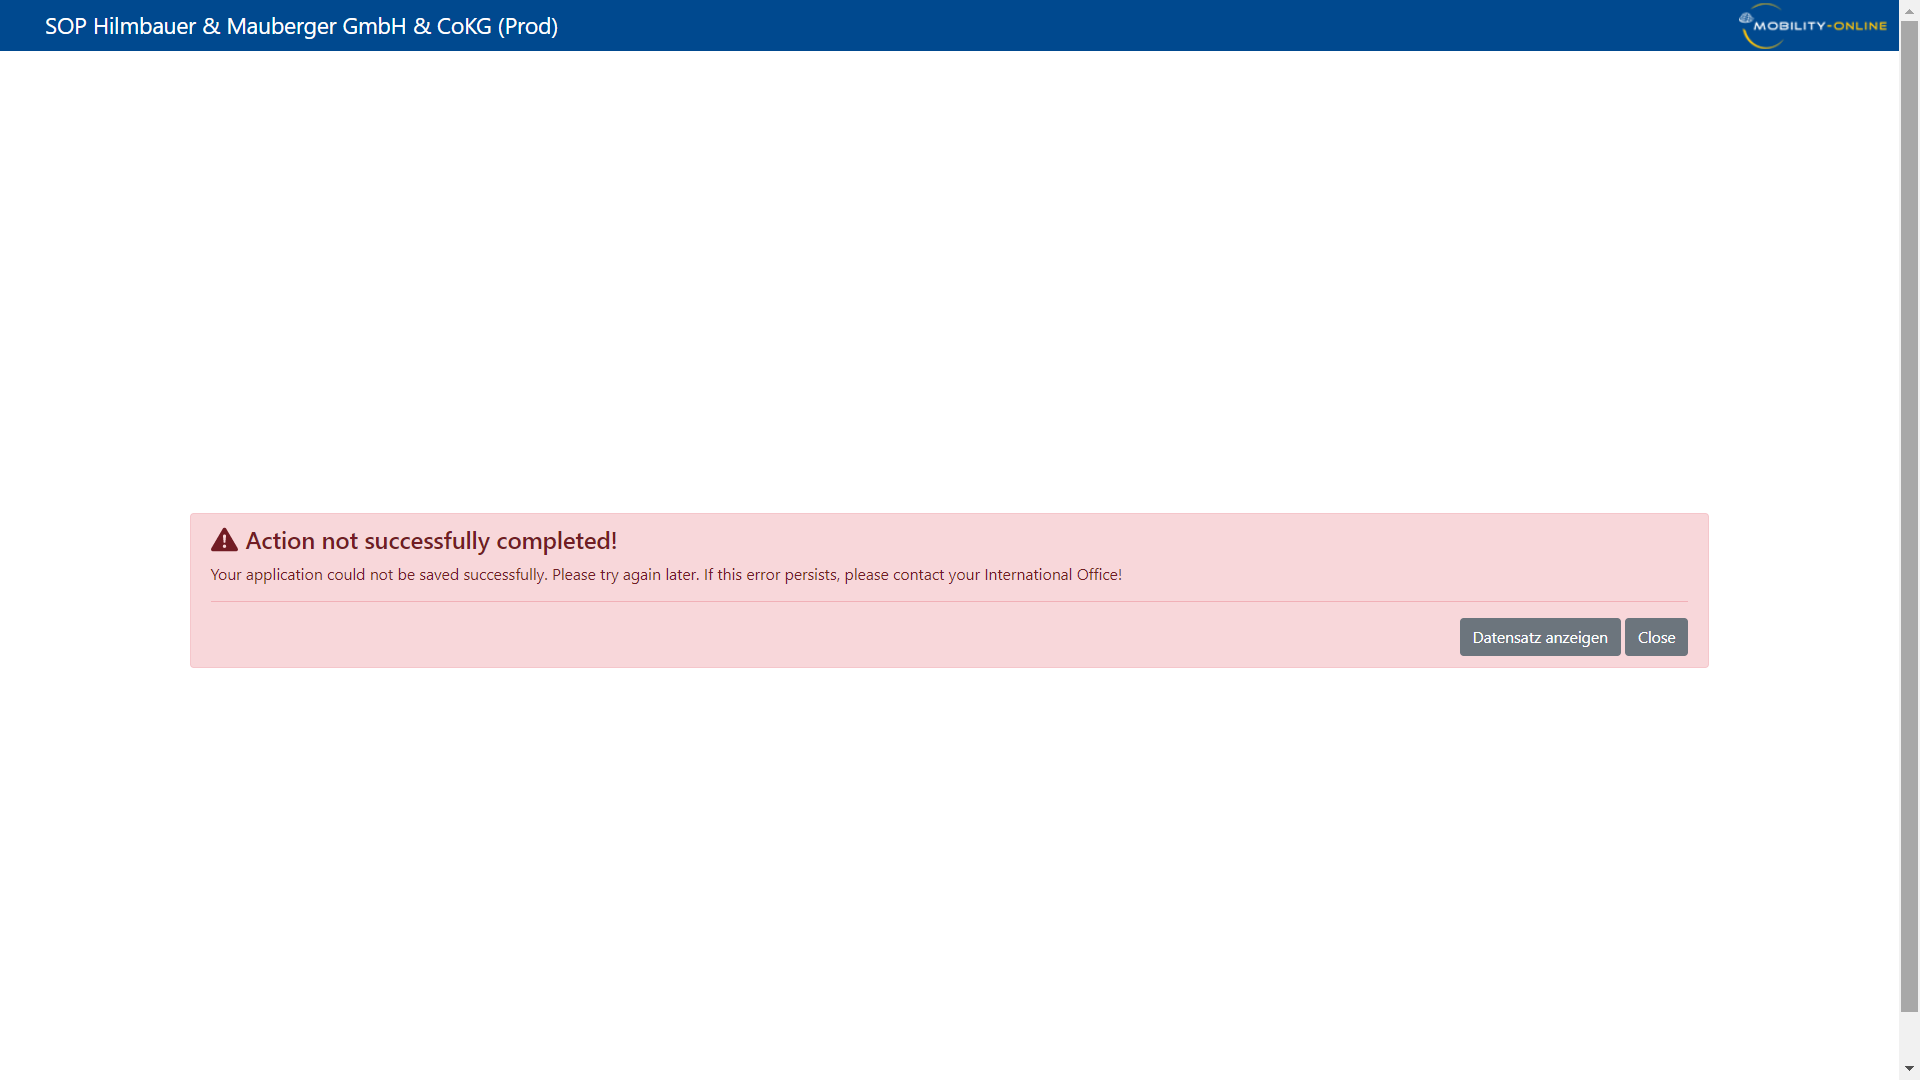 SOP Hilmbauer & Mauberger GmbH & CoKG (Prod)
MOBILITY-ONLINE
Action not successfully completed!
Your application could not be saved successfully. Please try again later. If this error persists, please contact your International Office!
Datensatz anzeigen Close